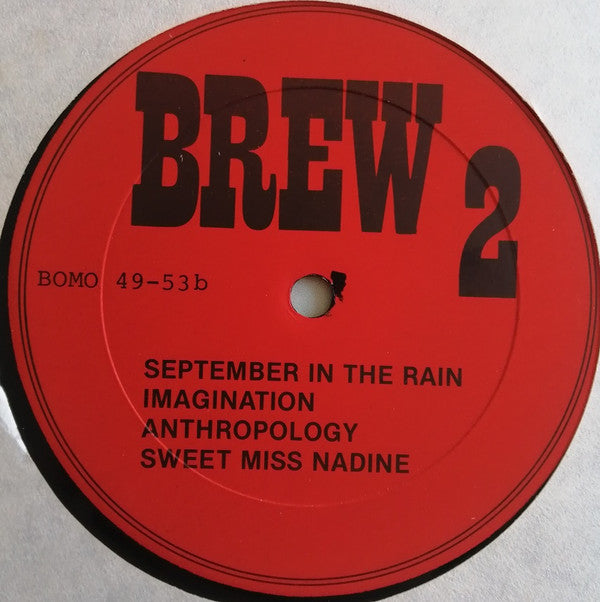 BREW 2
BOMO 49-53b
SEPTEMBER IN THE RAIN
IMAGINATION
ANTHROPOLOGY
SWEET MISS NADINE